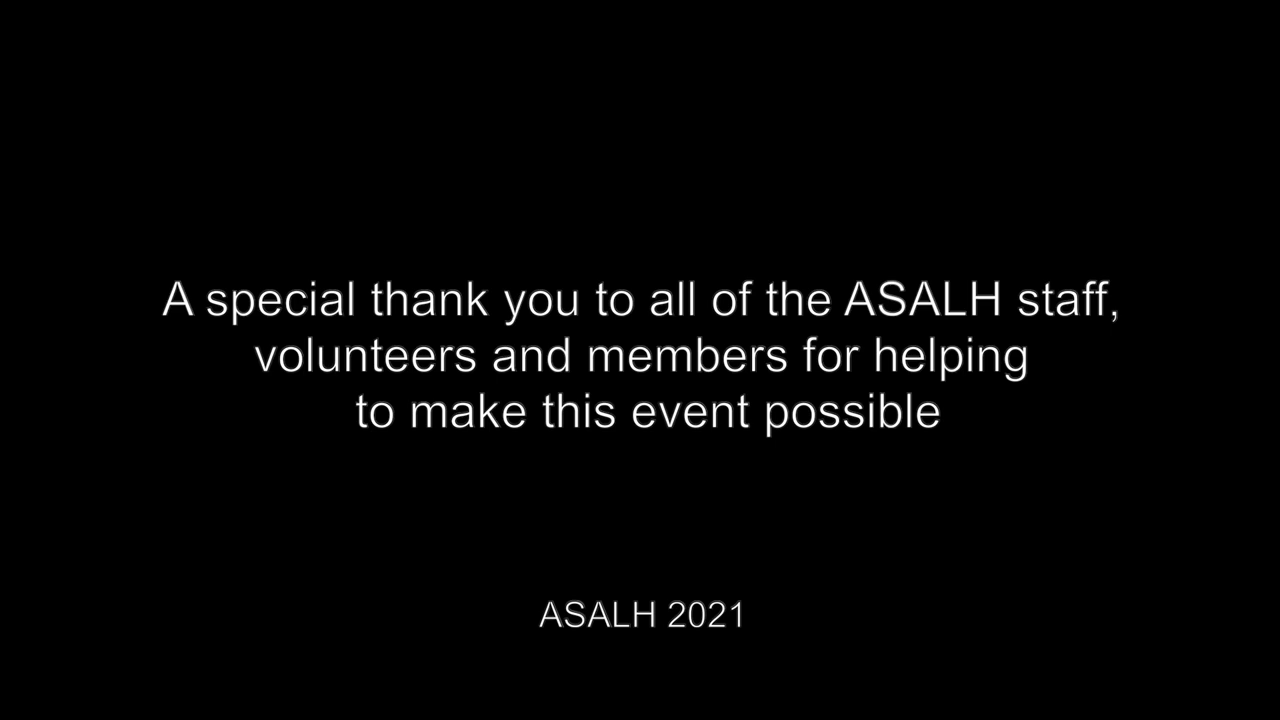 A special thank you to all of the ASALH staff,
volunteers and members for helping
to make this event possible
ASALH 2021